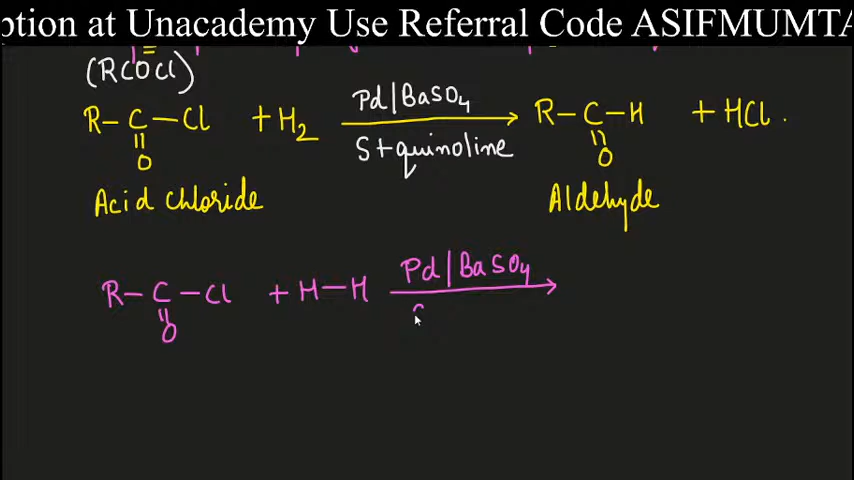 ption at Unacademy Use Referral Code ASIFMUMTA
(RCOCl)
R-C-Cl + H2 Pd|BaSO4 R-C-H + HCl.
S+quinoline
O O
Acid chloride Aldehyde
R-C-Cl + H-H Pd|BaSO4
O